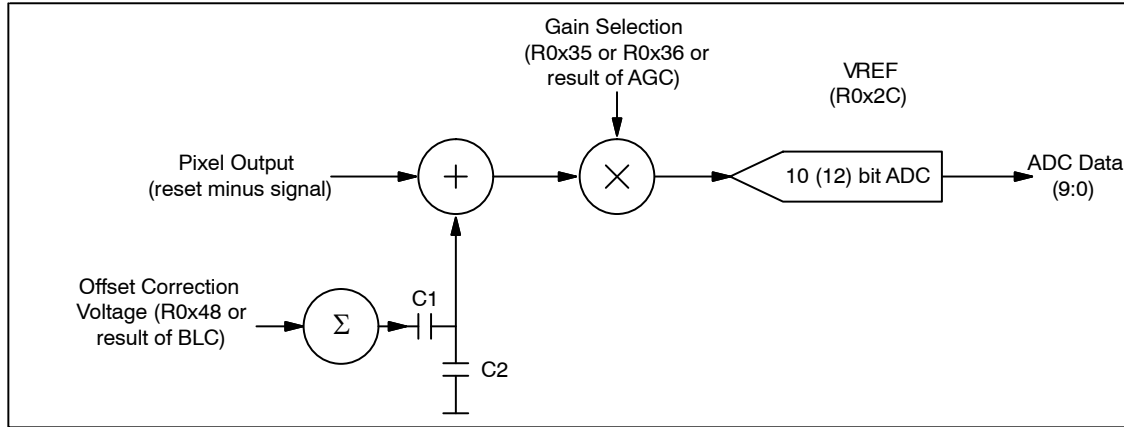 Gain Selection
(R0x35 or R0x36 or
result of AGC)
VREF
(R0x2C)
Pixel Output
(reset minus signal)
+
×
10 (12) bit ADC
ADC Data
(9:0)
Offset Correction
Voltage (R0x48 or
result of BLC)
Σ
C1
C2